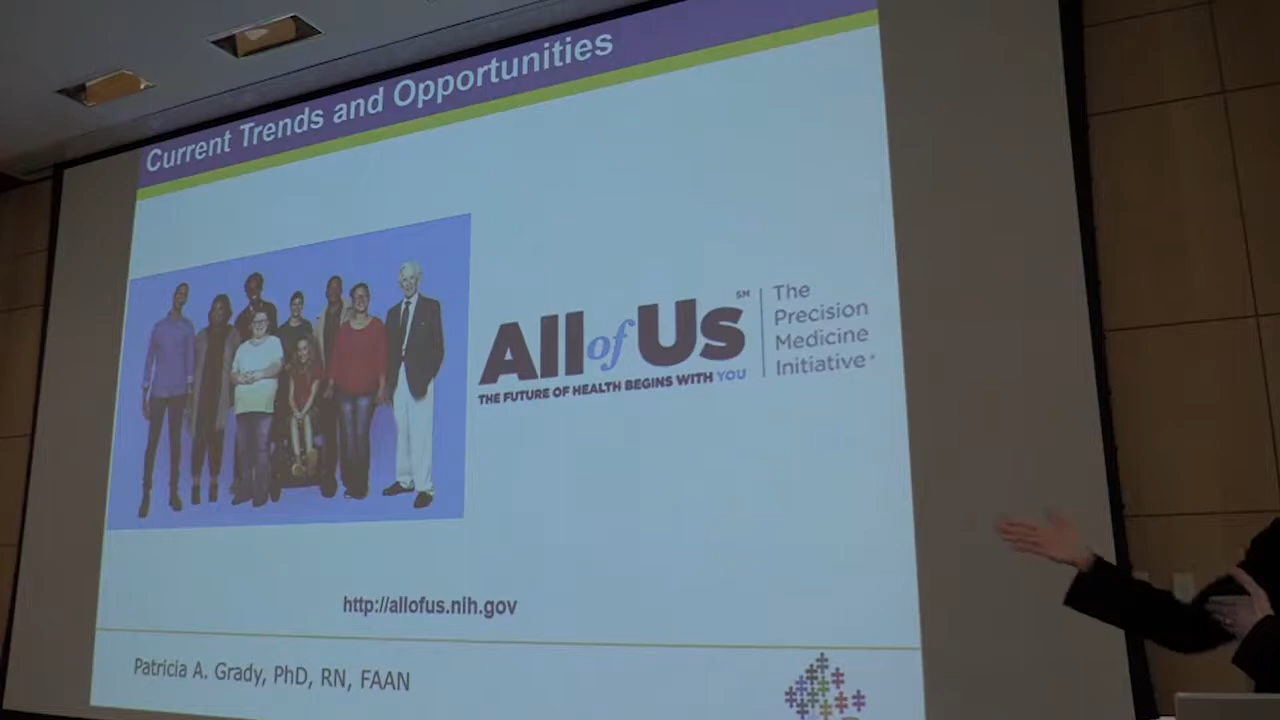 Current Trends and Opportunities
All of Us SM
THE FUTURE OF HEALTH BEGINS WITH YOU
The
Precision
Medicine
Initiative
http://allofus.nih.gov
Patricia A. Grady, PhD, RN, FAAN